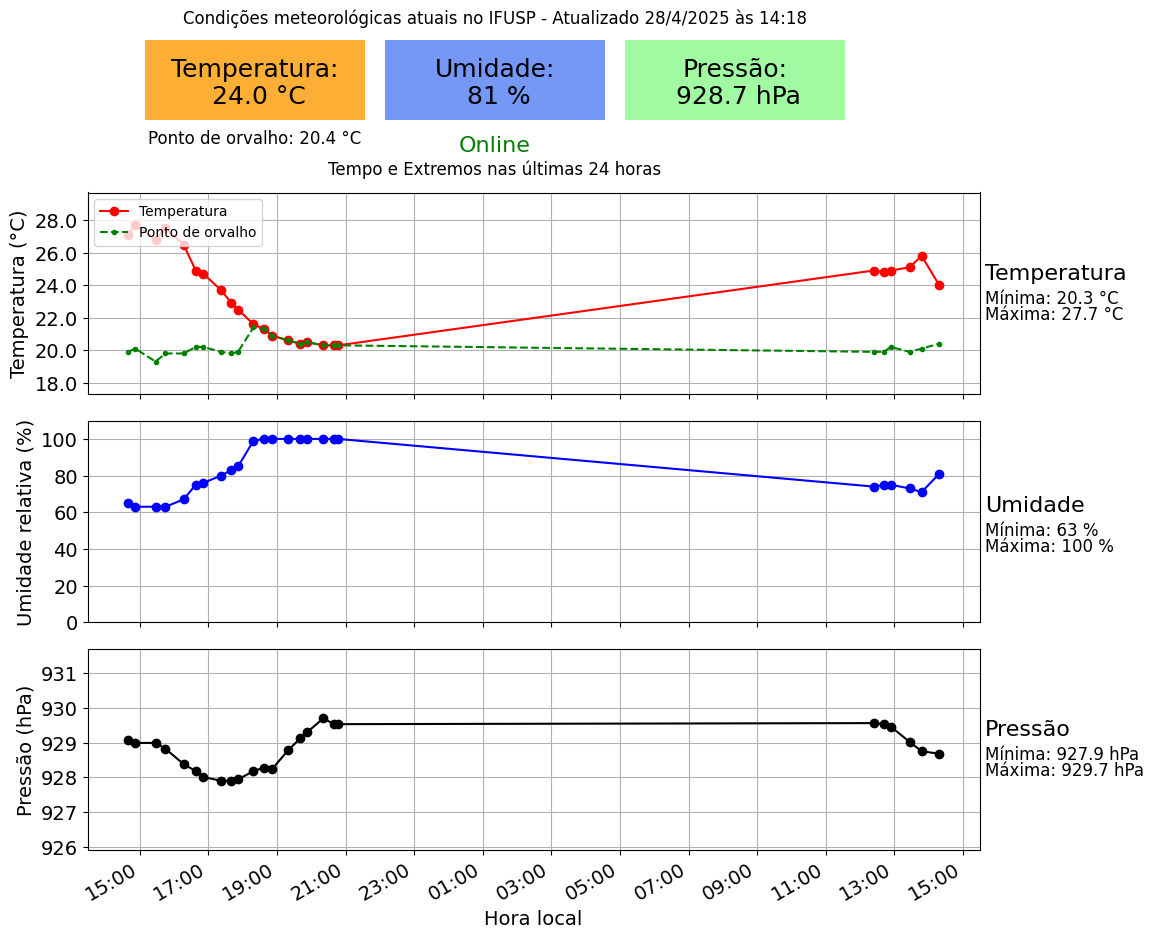 Condições meteorológicas atuais no IFUSP - Atualizado 28/4/2025 às 14:18
Temperatura:
24.0 °C
Umidade:
81 %
Pressão:
928.7 hPa
Ponto de orvalho: 20.4 °C
Online
Tempo e Extremos nas últimas 24 horas
Temperatura (°C)
28.0
26.0
24.0
22.0
20.0
18.0
Temperatura
Ponto de orvalho
Temperatura
Mínima: 20.3 °C
Máxima: 27.7 °C
Umidade relativa (%)
100
80
60
40
20
0
Umidade
Mínima: 63 %
Máxima: 100 %
Pressão (hPa)
931
930
929
928
927
926
Pressão
Mínima: 927.9 hPa
Máxima: 929.7 hPa
15:00 17:00 19:00 21:00 23:00 01:00 03:00 05:00 07:00 09:00 11:00 13:00 15:00
Hora local